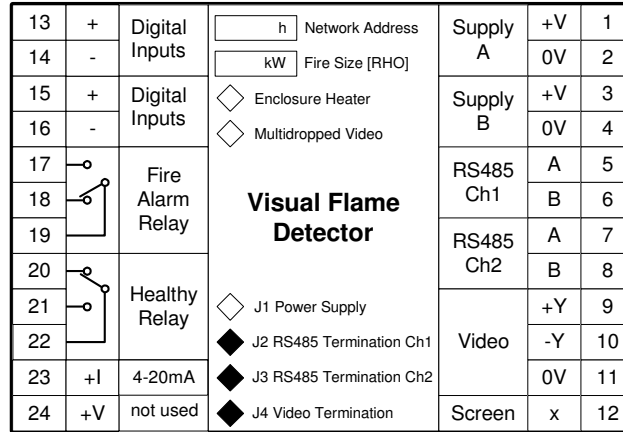 13 + Digital Inputs h Network Address Supply A +V 1
14 - kW Fire Size [RHO] 0V 2
15 + Digital Inputs Enclosure Heater Supply B +V 3
16 - Multidropped Video 0V 4
17 Fire Alarm Relay RS485 Ch1 A 5
18 Visual Flame Detector B 6
19 RS485 Ch2 A 7
20 Healthy Relay B 8
21 J1 Power Supply Video +Y 9
22 J2 RS485 Termination Ch1 -Y 10
23 +I 4-20mA J3 RS485 Termination Ch2 0V 11
24 +V not used J4 Video Termination Screen x 12